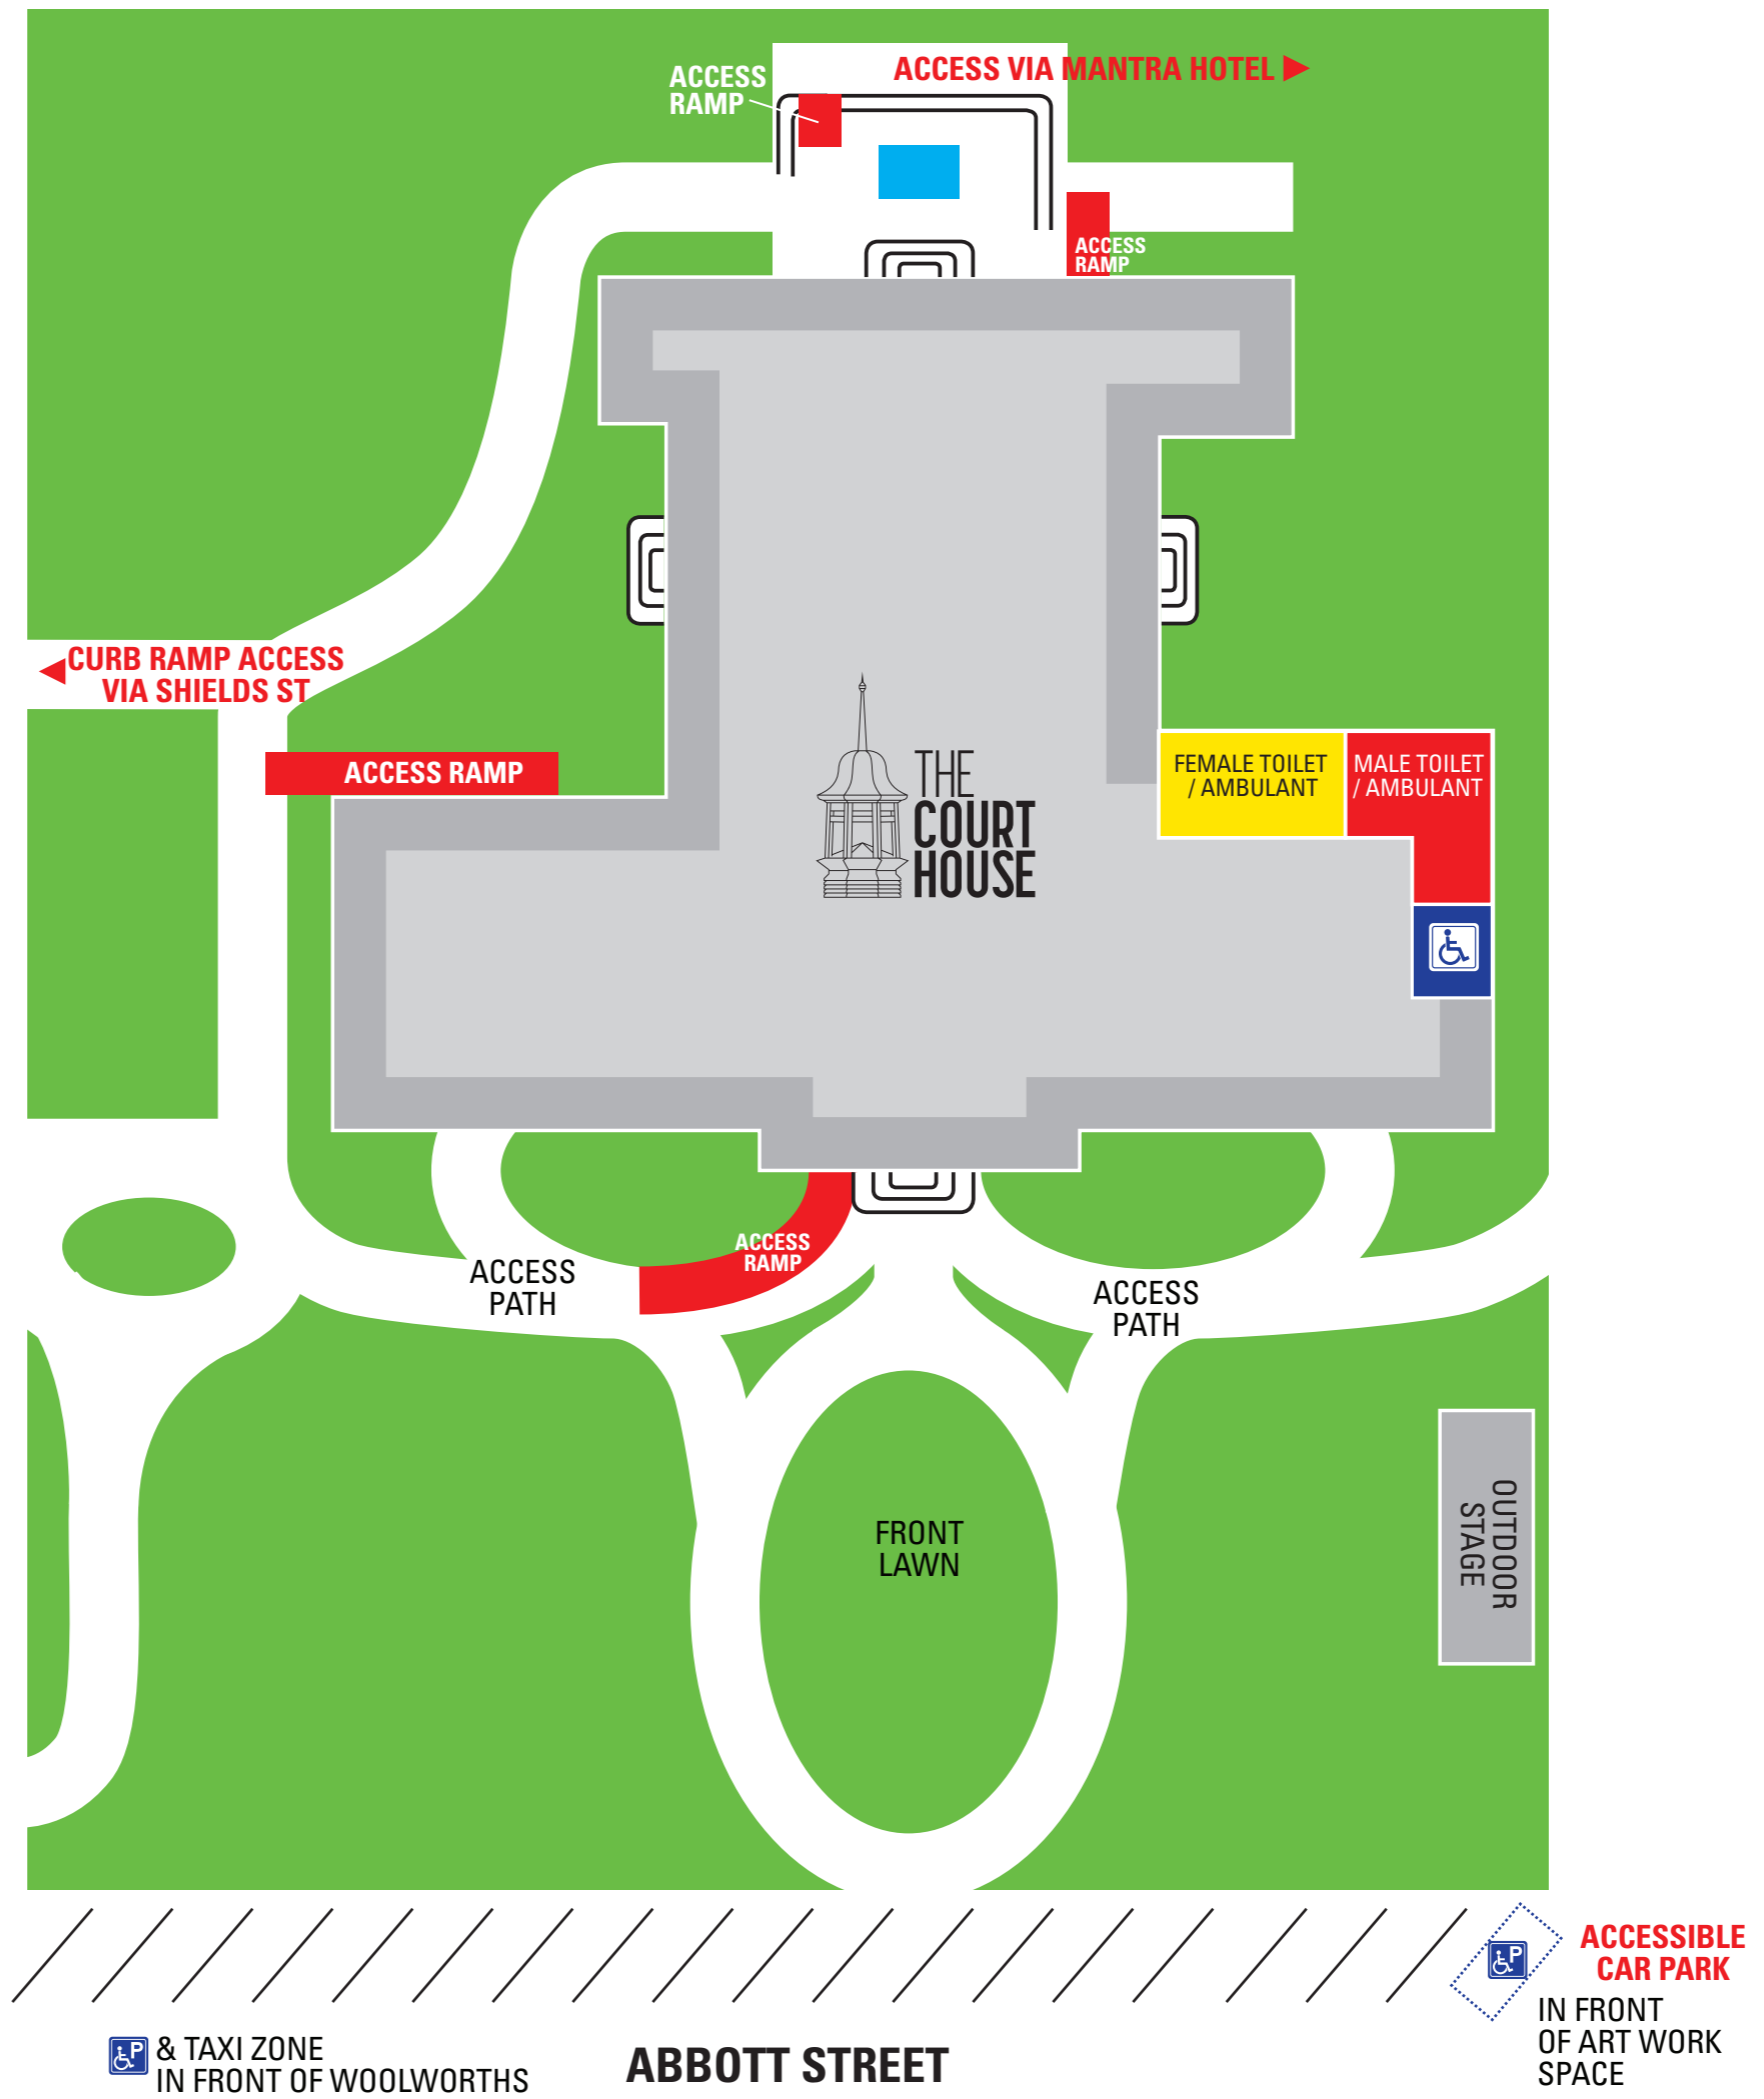 ACCESS VIA MANTRA HOTEL
ACCESS
RAMP
ACCESS
RAMP
CURB RAMP ACCESS
VIA SHIELDS ST
ACCESS RAMP
THE
COURT
HOUSE
FEMALE TOILET
/ AMBULANT
MALE TOILET
/ AMBULANT
ACCESS
RAMP
ACCESS
PATH
ACCESS
PATH
FRONT
LAWN
OUTDOOR
STAGE
P
ACCESSIBLE
CAR PARK
IN FRONT
OF ART WORK
SPACE
P & TAXI ZONE
IN FRONT OF WOOLWORTHS
ABBOTT STREET